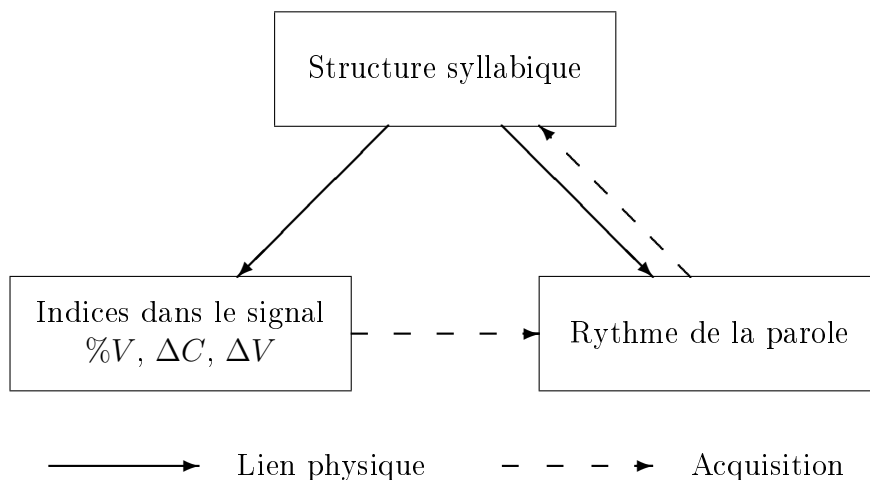 Structure syllabique
Indices dans le signal
%V, ΔC, ΔV
Rythme de la parole
Lien physique
Acquisition